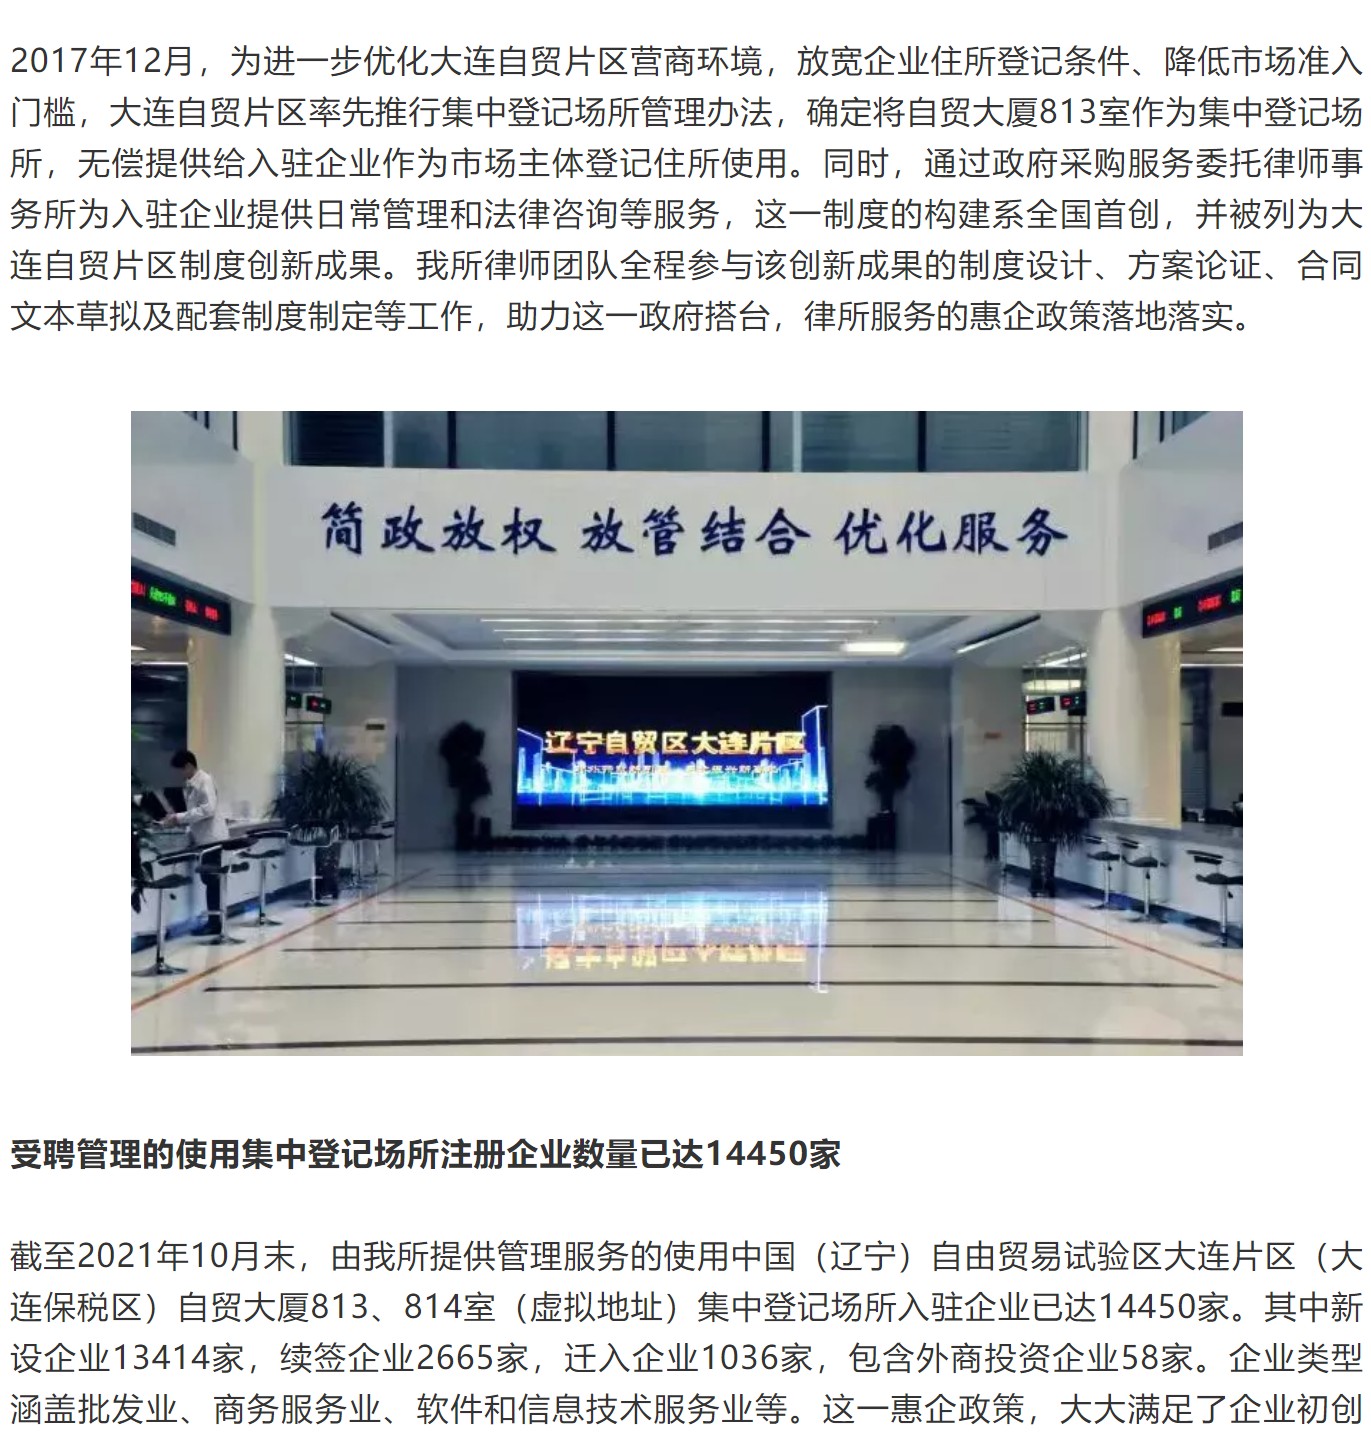 2017年12月，为进一步优化大连自贸片区营商环境，放宽企业住所登记条件、降低市场准入
门槛，大连自贸片区率先推行集中登记场所管理办法，确定将自贸大厦813室作为集中登记场
所，无偿提供给入驻企业作为市场主体登记住所使用。同时，通过政府采购服务委托律师事
务所为入驻企业提供日常管理和法律咨询等服务，这一制度的构建系全国首创，并被列为大
连自贸片区制度创新成果。我所律师团队全程参与该创新成果的制度设计、方案论证、合同
文本草拟及配套制度制定等工作，助力这一政府搭台，律所服务的惠企政策落地落实。
简政放权 放管结合 优化服务
辽宁自贸区大连片区
受聘管理的使用集中登记场所注册企业数量已达14450家
截至2021年10月末，由我所提供管理服务的使用中国（辽宁）自由贸易试验区大连片区（大
连保税区）自贸大厦813、814室（虚拟地址）集中登记场所入驻企业已达14450家。其中新
设企业13414家，续签企业2665家，迁入企业1036家，包含外商投资企业58家。企业类型
涵盖批发业、商务服务业、软件和信息技术服务业等。这一惠企政策，大大满足了企业初创